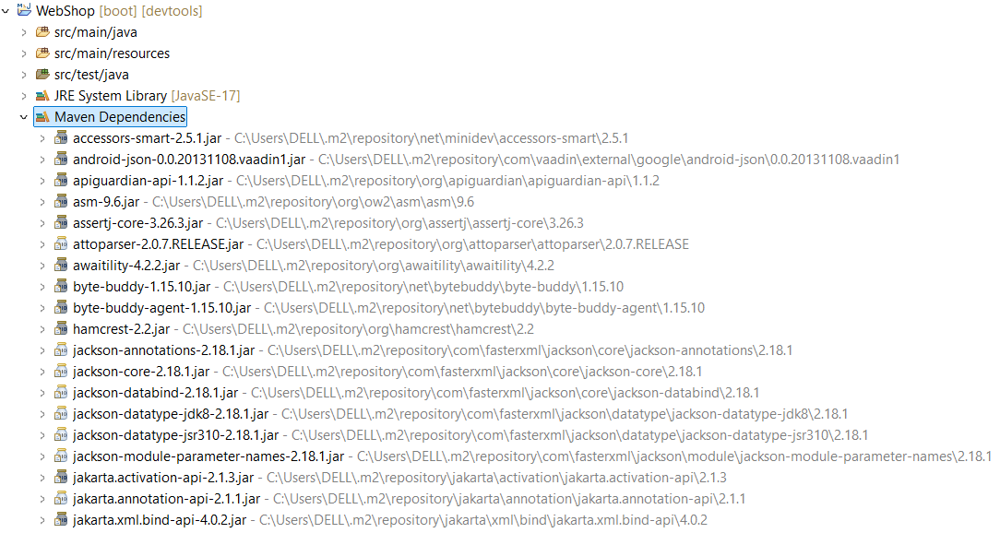 WebShop [boot] [devtools]
src/main/java
src/main/resources
src/test/java
JRE System Library [JavaSE-17]
Maven Dependencies
accessors-smart-2.5.1.jar - C:\Users\DELL\.m2\repository\net\minidev\accessors-smart\2.5.1
android-json-0.0.20131108.vaadin1.jar - C:\Users\DELL\.m2\repository\com\vaadin\external\google\android-json\0.0.20131108.vaadin1
apiguardian-api-1.1.2.jar - C:\Users\DELL\.m2\repository\org\apiguardian\apiguardian-api\1.1.2
asm-9.6.jar - C:\Users\DELL\.m2\repository\org\ow2\asm\asm\9.6
assertj-core-3.26.3.jar - C:\Users\DELL\.m2\repository\org\assertj\assertj-core\3.26.3
attoparser-2.0.7.RELEASE.jar - C:\Users\DELL\.m2\repository\org\attoparser\attoparser\2.0.7.RELEASE
awaitility-4.2.2.jar - C:\Users\DELL\.m2\repository\org\awaitility\awaitility\4.2.2
byte-buddy-1.15.10.jar - C:\Users\DELL\.m2\repository\net\bytebuddy\byte-buddy\1.15.10
byte-buddy-agent-1.15.10.jar - C:\Users\DELL\.m2\repository\net\bytebuddy\byte-buddy-agent\1.15.10
hamcrest-2.2.jar - C:\Users\DELL\.m2\repository\org\hamcrest\hamcrest\2.2
jackson-annotations-2.18.1.jar - C:\Users\DELL\.m2\repository\com\fasterxml\jackson\core\jackson-annotations\2.18.1
jackson-core-2.18.1.jar - C:\Users\DELL\.m2\repository\com\fasterxml\jackson\core\jackson-core\2.18.1
jackson-databind-2.18.1.jar - C:\Users\DELL\.m2\repository\com\fasterxml\jackson\core\jackson-databind\2.18.1
jackson-datatype-jdk8-2.18.1.jar - C:\Users\DELL\.m2\repository\com\fasterxml\jackson\datatype\jackson-datatype-jdk8\2.18.1
jackson-datatype-jsr310-2.18.1.jar - C:\Users\DELL\.m2\repository\com\fasterxml\jackson\datatype\jackson-datatype-jsr310\2.18.1
jackson-module-parameter-names-2.18.1.jar - C:\Users\DELL\.m2\repository\com\fasterxml\jackson\module\jackson-module-parameter-names\2.18.1
jakarta.activation-api-2.1.3.jar - C:\Users\DELL\.m2\repository\jakarta\activation\jakarta.activation-api\2.1.3
jakarta.annotation-api-2.1.1.jar - C:\Users\DELL\.m2\repository\jakarta\annotation\jakarta.annotation-api\2.1.1
jakarta.xml.bind-api-4.0.2.jar - C:\Users\DELL\.m2\repository\jakarta\xml\bind\jakarta.xml.bind-api\4.0.2